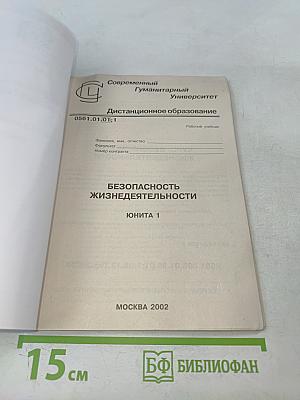 Современный
Гуманитарный
Университет
Дистанционное образование
0561.01.01;1
Рабочий учебник
Фамилия, имя, отчество
Факультет
Номер контракта
БЕЗОПАСНОСТЬ
ЖИЗНЕДЕЯТЕЛЬНОСТИ
ЮНИТА 1
МОСКВА 2002
15 см
БФ БИБЛИОФАН